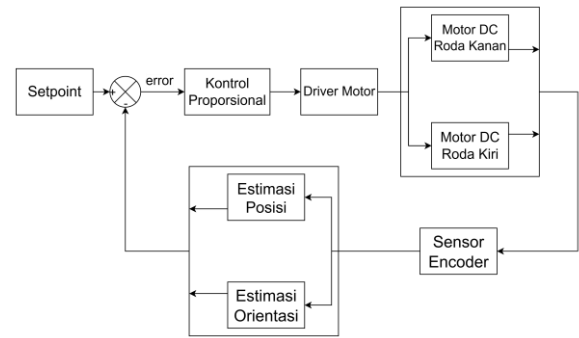 Setpoint
+
-
error
Kontrol
Proporsional
Driver Motor
Motor DC
Roda Kanan
Motor DC
Roda Kiri
Sensor
Encoder
Estimasi
Posisi
Estimasi
Orientasi